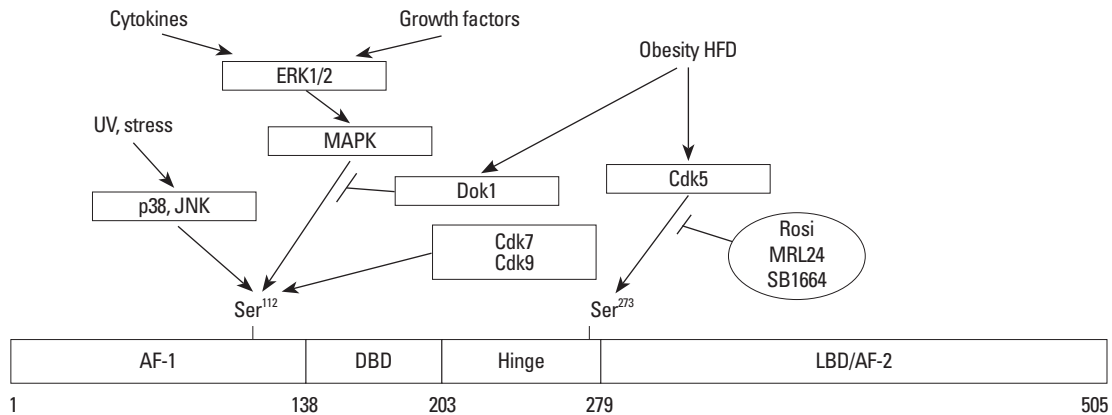 Cytokines
Growth factors
Obesity HFD
ERK1/2
UV, stress
MAPK
Dok1
Cdk5
p38, JNK
Cdk7
Cdk9
Rosi
MRL24
SB1664
Ser¹¹²
Ser²⁷³
AF-1
DBD
Hinge
LBD/AF-2
1
138
203
279
505